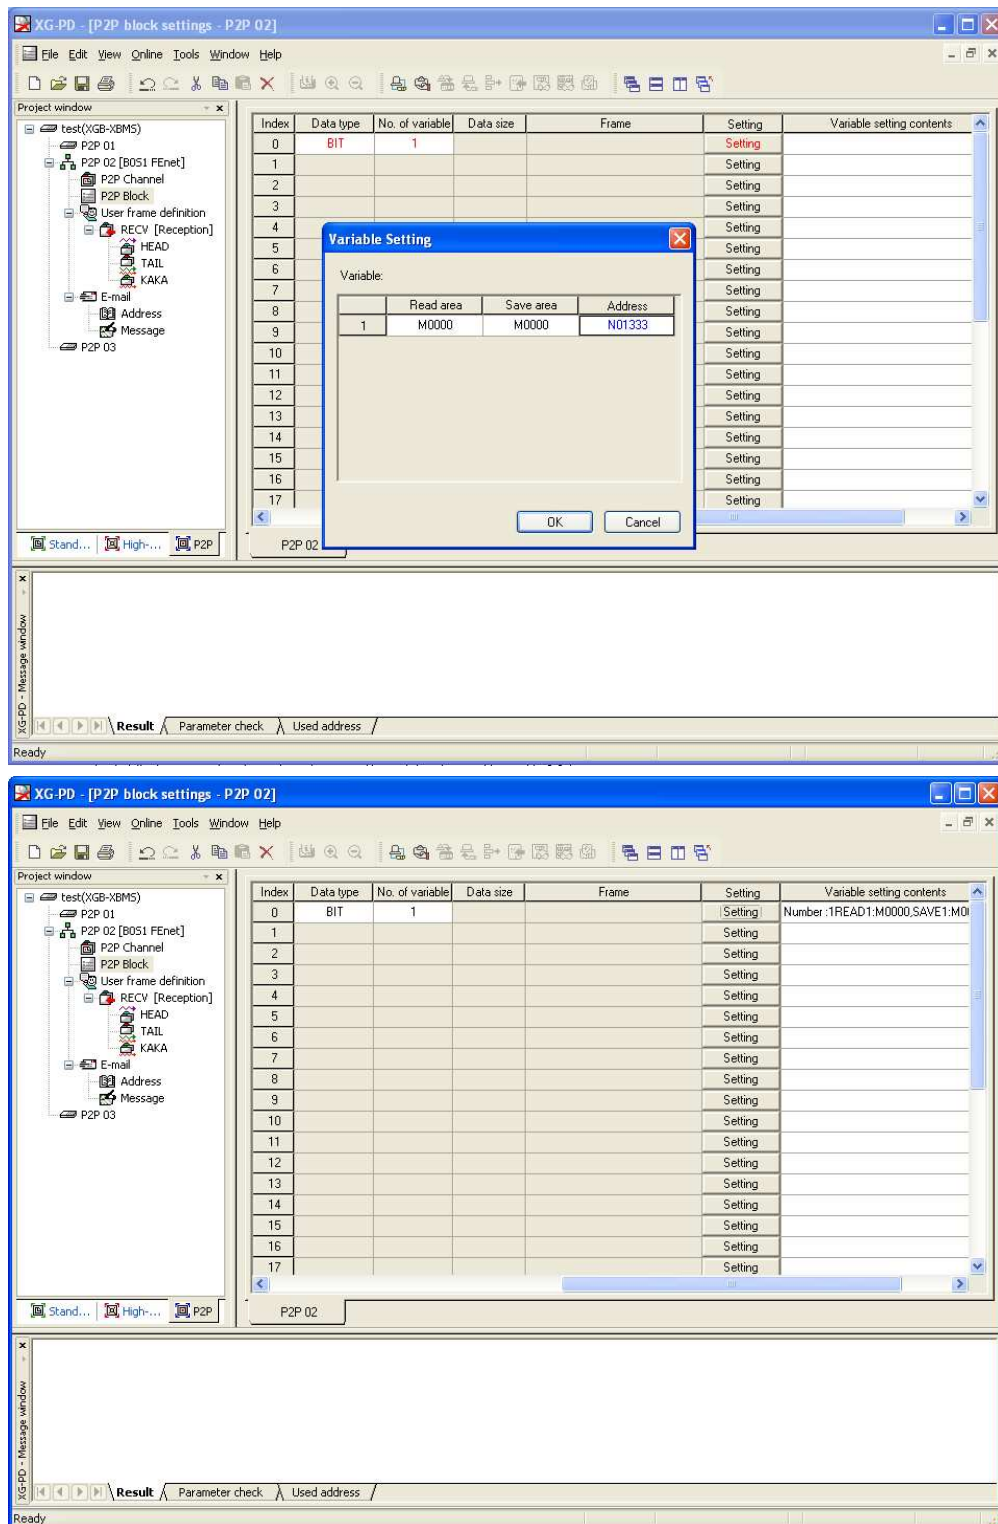 XG-PD - [P2P block settings - P2P 02]
File Edit View Online Tools Window Help
Project window
test(XGB-XBMS)
P2P 01
P2P 02 [B0S1 FEnet]
P2P Channel
P2P Block
User frame definition
RECV [Reception]
HEAD
TAIL
KAKA
E-mail
Address
Message
P2P 03
Stand... High-... P2P
Index Data type No. of variable Data size Frame Setting Variable setting contents
0 BIT 1 Setting
1 Setting
2 Setting
3 Setting
4 Setting
5 Setting
6 Setting
7 Setting
8 Setting
9 Setting
10 Setting
11 Setting
12 Setting
13 Setting
14 Setting
15 Setting
16 Setting
17 Setting
P2P 02
Variable Setting
Variable:
Read area Save area Address
1 M0000 M0000 N01333
OK Cancel
XG-PD - Message window
Result Parameter check Used address
Ready
XG-PD - [P2P block settings - P2P 02]
File Edit View Online Tools Window Help
Project window
test(XGB-XBMS)
P2P 01
P2P 02 [B0S1 FEnet]
P2P Channel
P2P Block
User frame definition
RECV [Reception]
HEAD
TAIL
KAKA
E-mail
Address
Message
P2P 03
Stand... High-... P2P
Index Data type No. of variable Data size Frame Setting Variable setting contents
0 BIT 1 Setting Number :1READ1:M0000,SAVE1:M0
1 Setting
2 Setting
3 Setting
4 Setting
5 Setting
6 Setting
7 Setting
8 Setting
9 Setting
10 Setting
11 Setting
12 Setting
13 Setting
14 Setting
15 Setting
16 Setting
17 Setting
P2P 02
XG-PD - Message window
Result Parameter check Used address
Ready